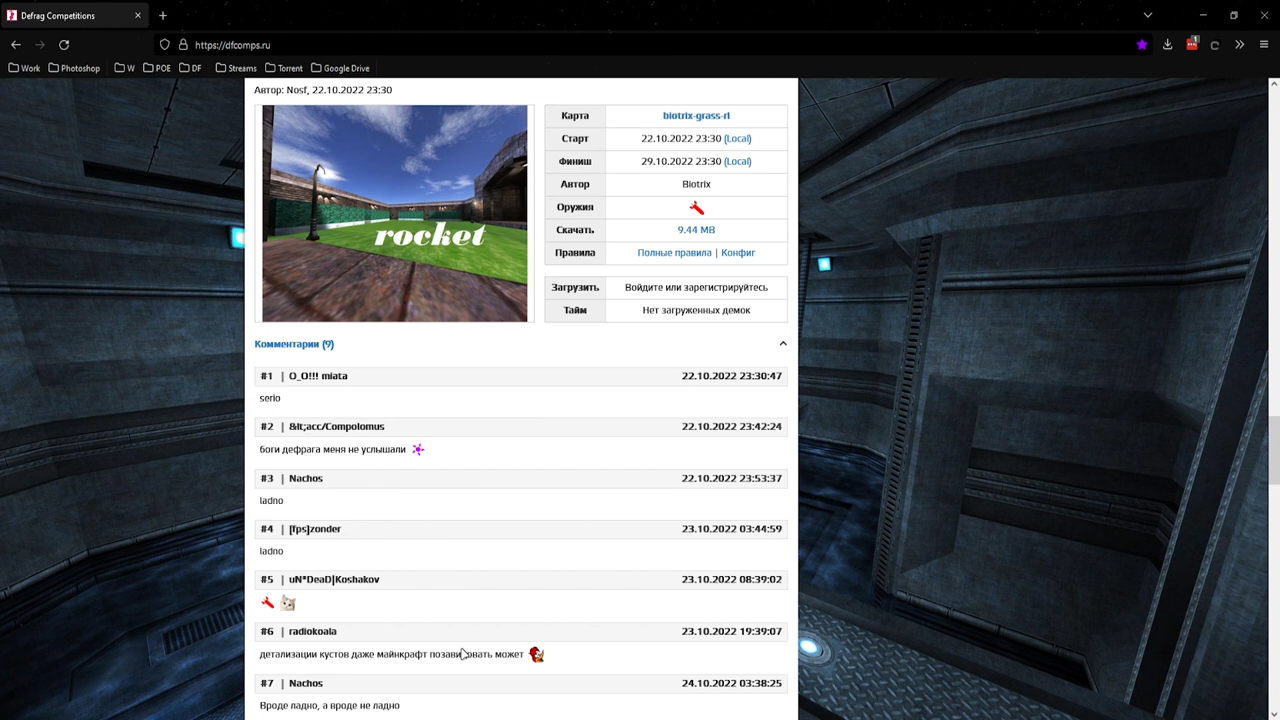 Defrag Competitions
https://dfcomps.ru
1
Work
Photoshop
W
POE
DF
Streams
Torrent
Google Drive
Автор: Nosf, 22.10.2022 23:30
rocket
Карта biotrix-grass-r1
Старт 22.10.2022 23:30 (Local)
Финиш 29.10.2022 23:30 (Local)
Автор Biotrix
Оружия
Скачать 9.44 MB
Правила Полные правила | Конфиг
Загрузить Войдите или зарегистрируйтесь
Тайм Нет загруженных демок
Комментарии (9)
#1 | O_O!!! miata 22.10.2022 23:30:47
serio
#2 | &lt;acc/Compolomus 22.10.2022 23:42:24
боги дефрага меня не услышали
#3 | Nachos 22.10.2022 23:53:37
ladno
#4 | [fps]zonder 23.10.2022 03:44:59
ladno
#5 | uN*DeaD|Koshakov 23.10.2022 08:39:02
#6 | radiokoala 23.10.2022 19:39:07
детализации кустов даже майнкрафт позавидовать может
#7 | Nachos 24.10.2022 03:38:25
Вроде ладно, а вроде не ладно